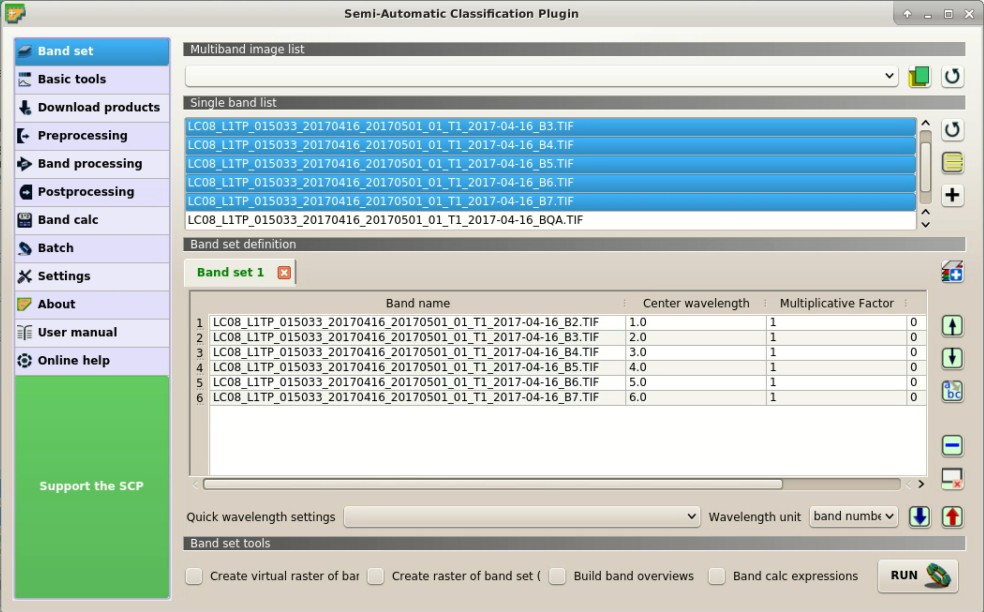 Semi-Automatic Classification Plugin
Band set
Basic tools
Download products
Preprocessing
Band processing
Postprocessing
Band calc
Batch
Settings
About
User manual
Online help
Support the SCP
Multiband image list
Single band list
LC08_L1TP_015033_20170416_20170501_01_T1_2017-04-16_B3.TIF
LC08_L1TP_015033_20170416_20170501_01_T1_2017-04-16_B4.TIF
LC08_L1TP_015033_20170416_20170501_01_T1_2017-04-16_B5.TIF
LC08_L1TP_015033_20170416_20170501_01_T1_2017-04-16_B6.TIF
LC08_L1TP_015033_20170416_20170501_01_T1_2017-04-16_B7.TIF
LC08_L1TP_015033_20170416_20170501_01_T1_2017-04-16_BQA.TIF
Band set definition
Band set 1
Band name Center wavelength Multiplicative Factor
1 LC08_L1TP_015033_20170416_20170501_01_T1_2017-04-16_B2.TIF 1.0 1 0
2 LC08_L1TP_015033_20170416_20170501_01_T1_2017-04-16_B3.TIF 2.0 1 0
3 LC08_L1TP_015033_20170416_20170501_01_T1_2017-04-16_B4.TIF 3.0 1 0
4 LC08_L1TP_015033_20170416_20170501_01_T1_2017-04-16_B5.TIF 4.0 1 0
5 LC08_L1TP_015033_20170416_20170501_01_T1_2017-04-16_B6.TIF 5.0 1 0
6 LC08_L1TP_015033_20170416_20170501_01_T1_2017-04-16_B7.TIF 6.0 1 0
a
bc
Quick wavelength settings Wavelength unit band numbe
Band set tools
Create virtual raster of bar Create raster of band set ( Build band overviews Band calc expressions RUN